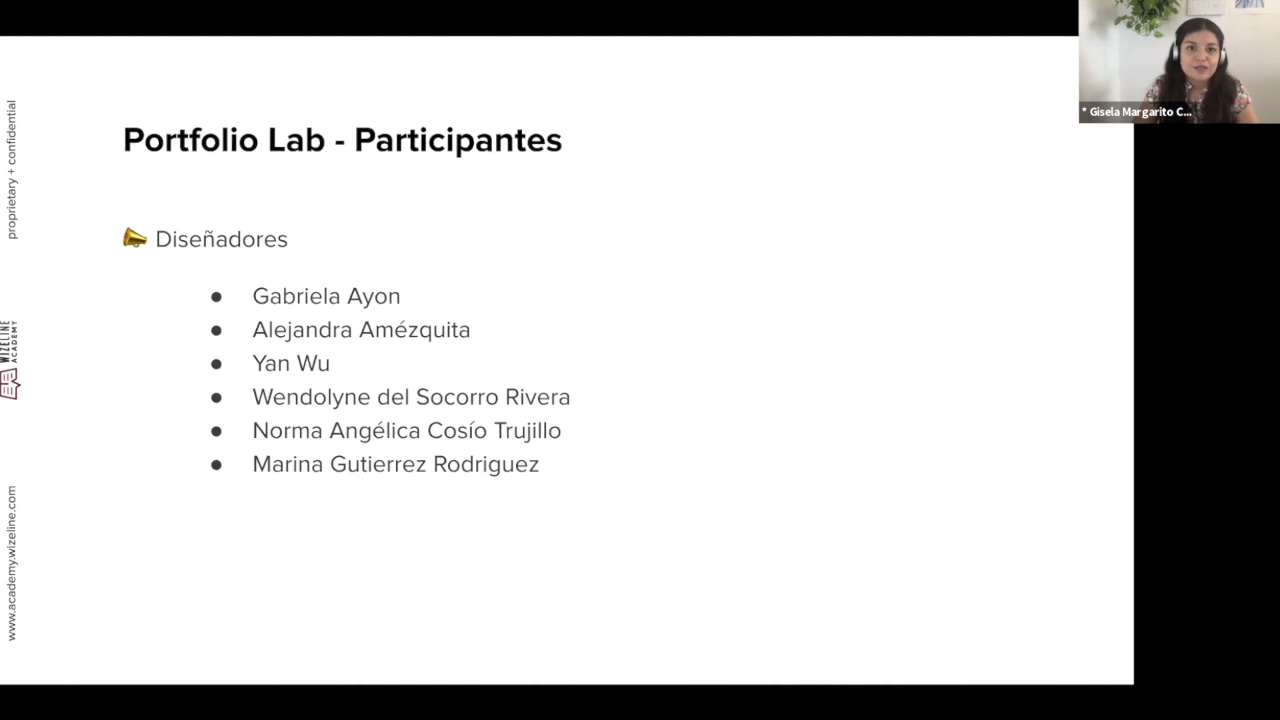 Portfolio Lab - Participantes
Diseñadores
● Gabriela Ayon
● Alejandra Amézquita
● Yan Wu
● Wendolyne del Socorro Rivera
● Norma Angélica Cosío Trujillo
● Marina Gutierrez Rodriguez
proprietary + confidential
WIZELINE
ACADEMY
www.academy.wizeline.com
* Gisela Margarito C...